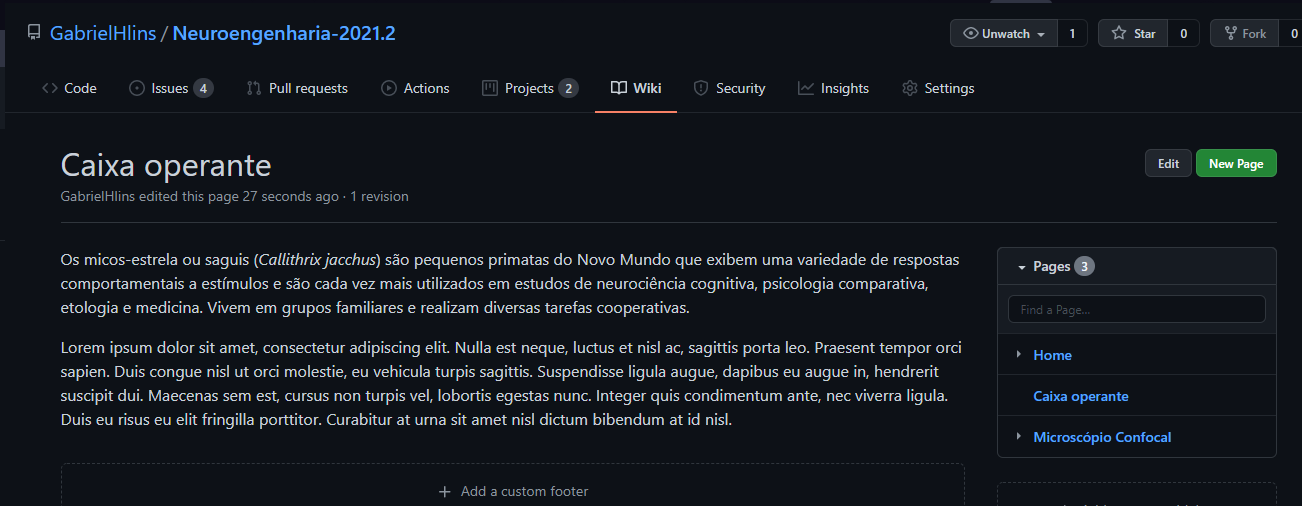 GabrielHlins / Neuroengenharia-2021.2
Unwatch 1 Star 0 Fork 0
Code Issues 4 Pull requests Actions Projects 2 Wiki Security Insights Settings
Caixa operante
Edit New Page
GabrielHlins edited this page 27 seconds ago · 1 revision
Os micos-estrela ou saguis (Callithrix jacchus) são pequenos primatas do Novo Mundo que exibem uma variedade de respostas
comportamentais a estímulos e são cada vez mais utilizados em estudos de neurociência cognitiva, psicologia comparativa,
etologia e medicina. Vivem em grupos familiares e realizam diversas tarefas cooperativas.
Lorem ipsum dolor sit amet, consectetur adipiscing elit. Nulla est neque, luctus et nisl ac, sagittis porta leo. Praesent tempor orci
sapien. Duis congue nisl ut orci molestie, eu vehicula turpis sagittis. Suspendisse ligula augue, dapibus eu augue in, hendrerit
suscipit dui. Maecenas sem est, cursus non turpis vel, lobortis egestas nunc. Integer quis condimentum ante, nec viverra ligula.
Duis eu risus eu elit fringilla porttitor. Curabitur at urna sit amet nisl dictum bibendum at id nisl.
Add a custom footer
Pages 3
Find a Page...
Home
Caixa operante
Microscópio Confocal